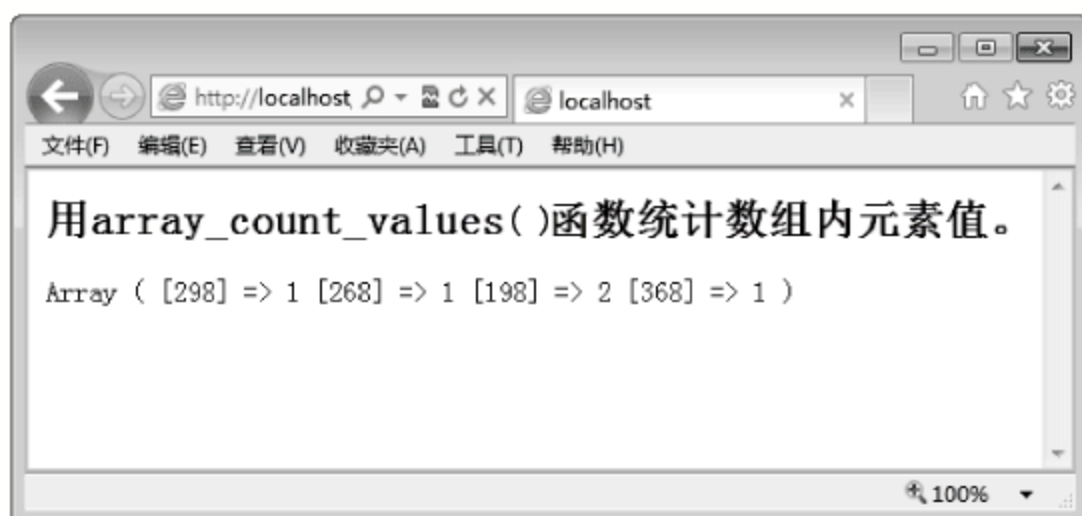 http://localhost localhost
文件(F) 编辑(E) 查看(V) 收藏夹(A) 工具(T) 帮助(H)
用array_count_values()函数统计数组内元素值。
Array ( [298] => 1 [268] => 1 [198] => 2 [368] => 1 )
100%